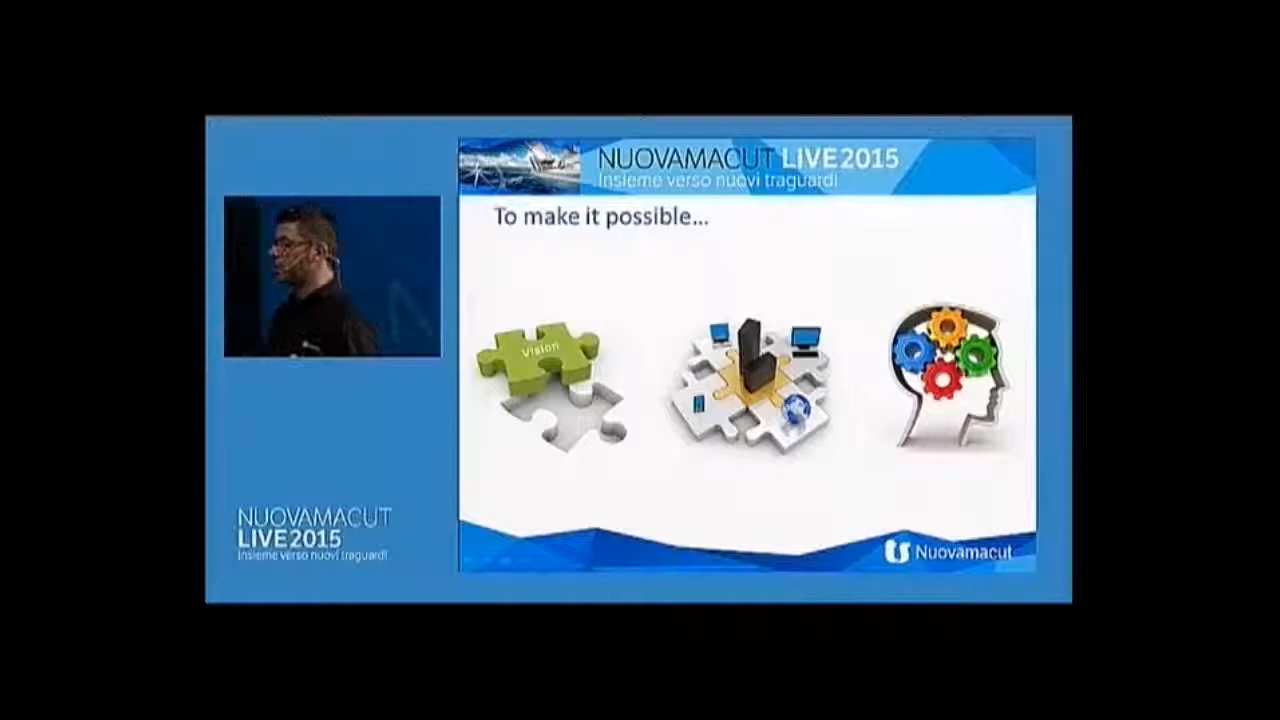 NUOVAMACUT LIVE2015
Insieme verso nuovi traguardi
To make it possible...
Vision
NUOVAMACUT
LIVE2015
Insieme verso nuovi traguardi
Nuovamacut